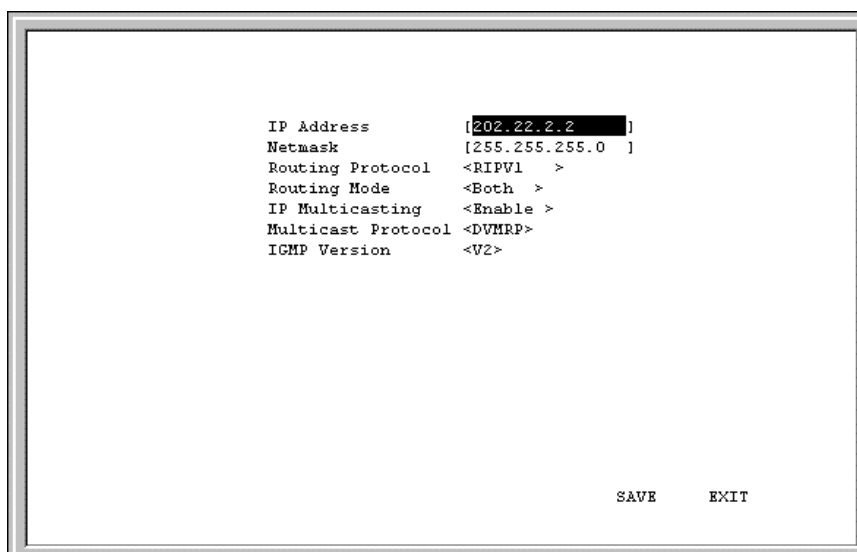 IP Address [202.22.2.2 ]
Netmask [255.255.255.0 ]
Routing Protocol <RIPV1 >
Routing Mode <Both >
IP Multicasting <Enable >
Multicast Protocol <DVMRP>
IGMP Version <V2>
SAVE EXIT